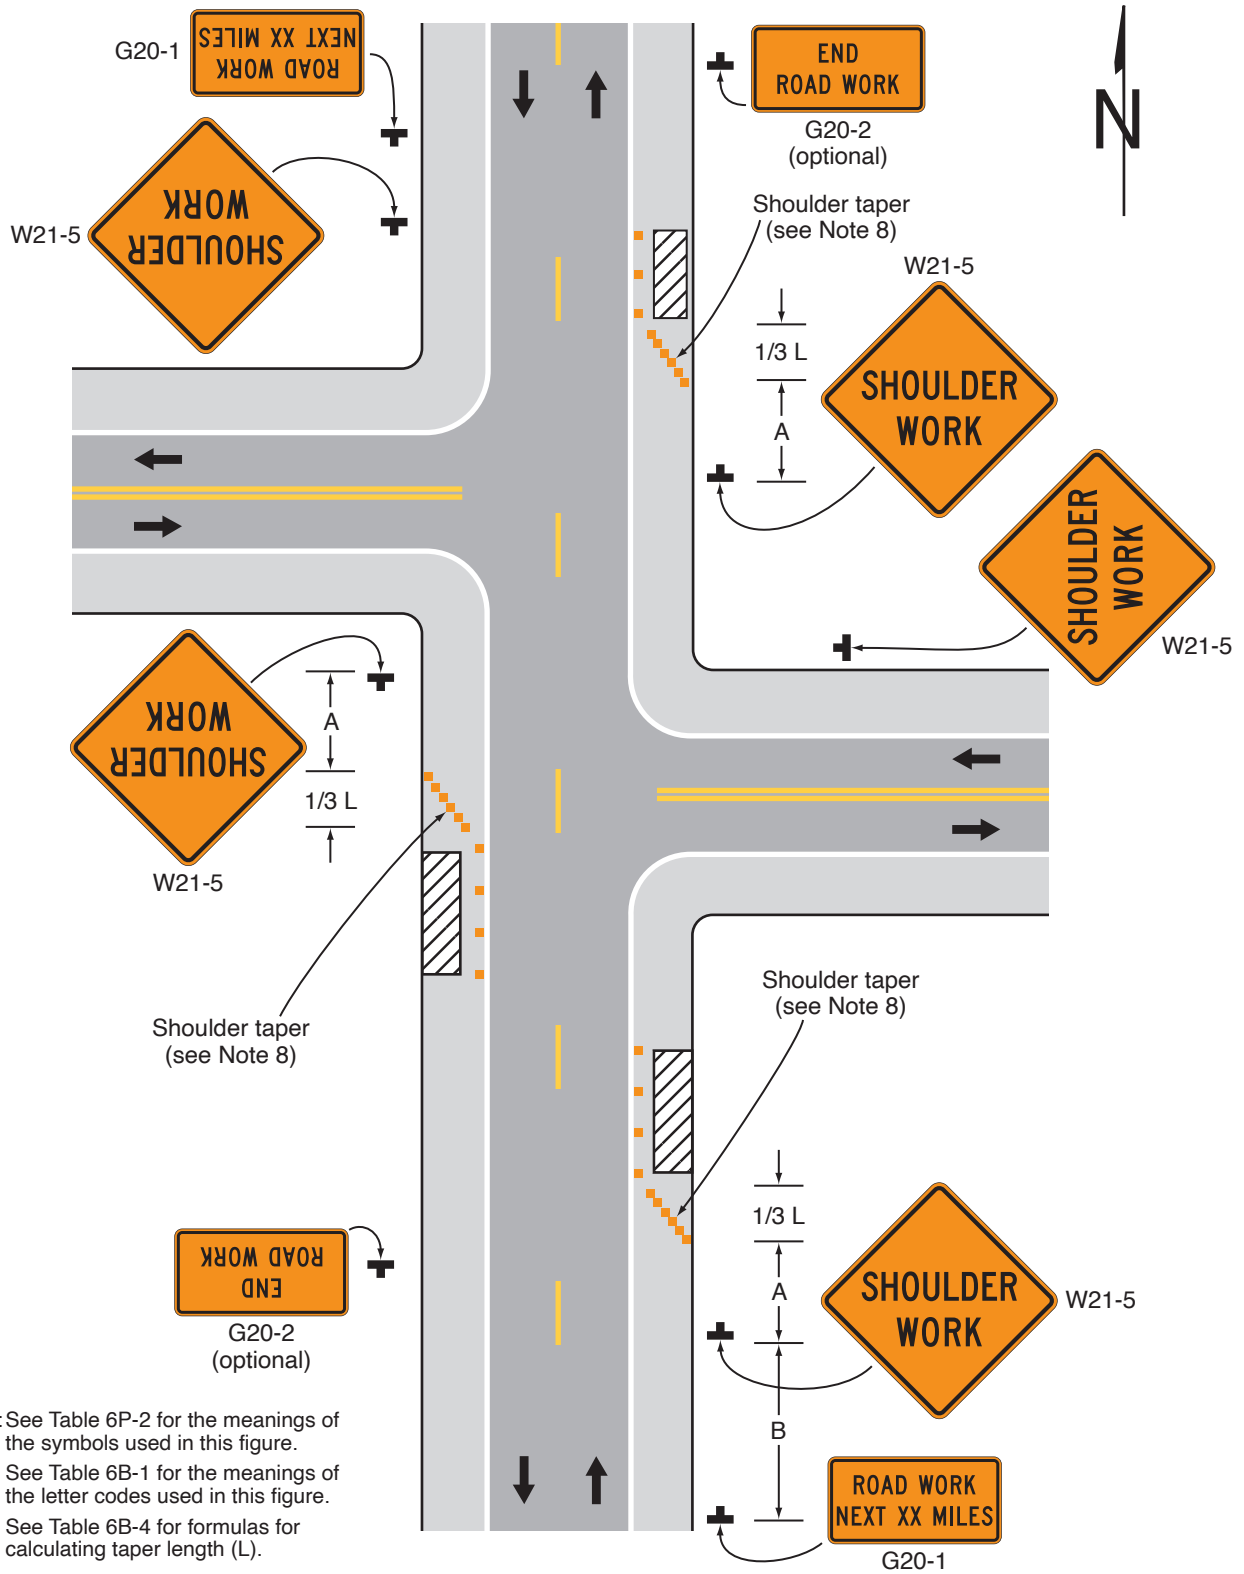 G20-1
ROAD WORK
NEXT XX MILES
END
ROAD WORK
G20-2
(optional)
N
W21-5
SHOULDER
WORK
Shoulder taper
(see Note 8)
W21-5
1/3 L
A
SHOULDER
WORK
SHOULDER
WORK
W21-5
SHOULDER
WORK
A
1/3 L
W21-5
Shoulder taper
(see Note 8)
Shoulder taper
(see Note 8)
1/3 L
A
SHOULDER
WORK
W21-5
END
ROAD WORK
G20-2
(optional)
B
ROAD WORK
NEXT XX MILES
G20-1
: See Table 6P-2 for the meanings of
the symbols used in this figure.
See Table 6B-1 for the meanings of
the letter codes used in this figure.
See Table 6B-4 for formulas for
calculating taper length (L).